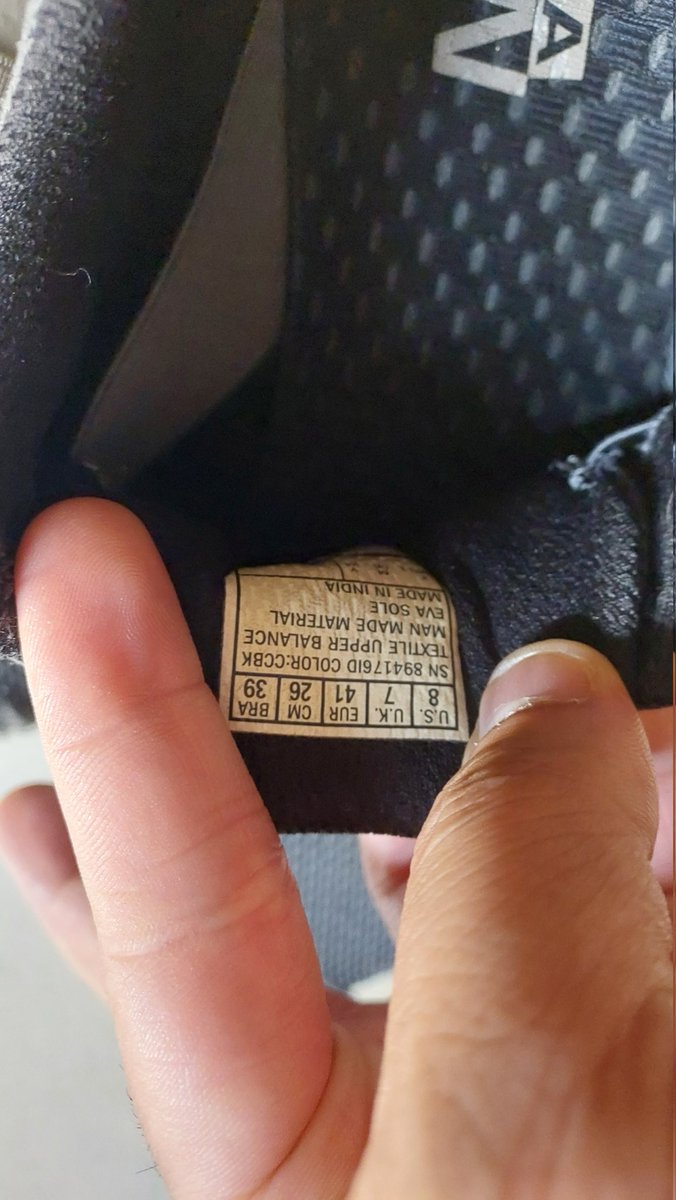 U.S. U.K. EUR CM BRA
8 7 41 26 39
SN 894176ID COLOR:CCBK
TEXTILE UPPER BALANCE
MAN MADE MATERIAL
EVA SOLE
MADE IN INDIA
A
N